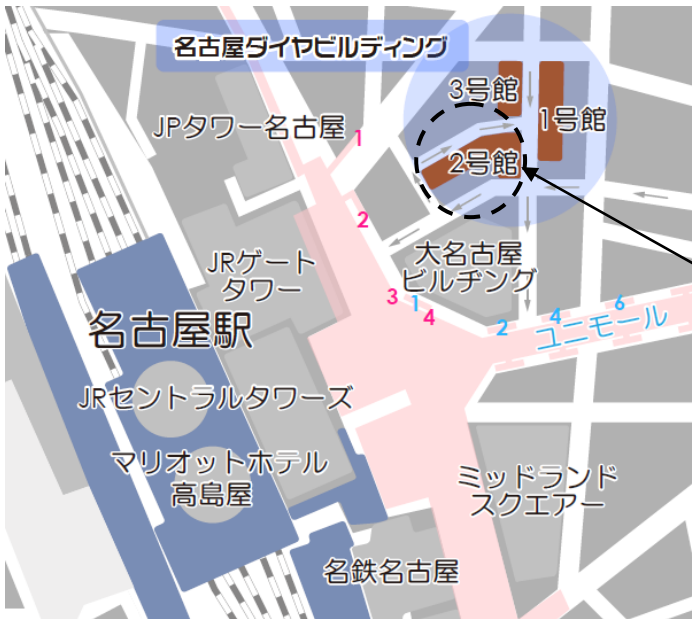 名古屋ダイヤビルディング
3号館
1号館
JPタワー名古屋
1
2号館
2
大名古屋
ビルヂング
JRゲート
タワー
3
1
4
2
4
6
ユニモール
名古屋駅
JRセントラルタワーズ
マリオットホテル
高島屋
ミッドランド
スクエアー
名鉄名古屋